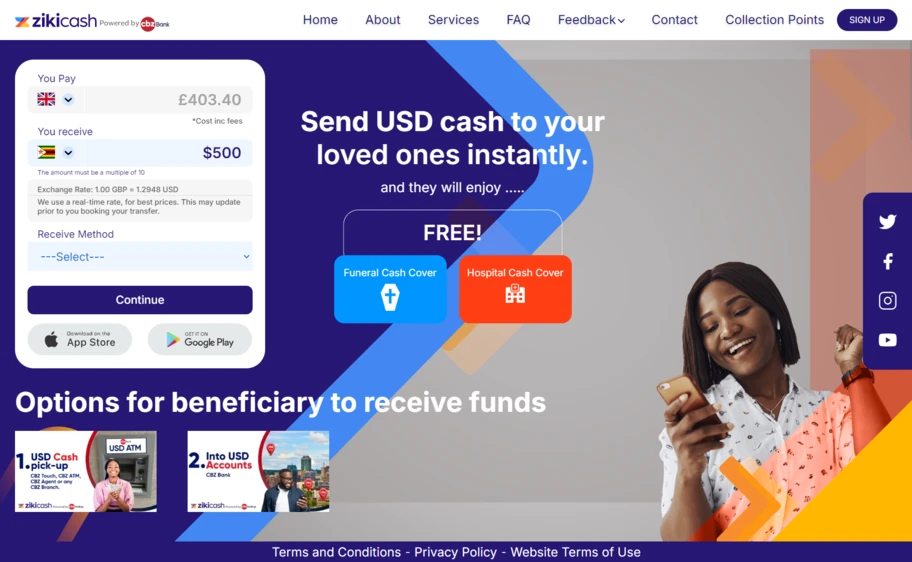 zikicash Powered by cbz Bank
Home
About
Services
FAQ
Feedback
Contact
Collection Points
SIGN UP
You Pay
£403.40
*Cost inc fees
You receive
$500
The amount must be a multiple of 10
Exchange Rate: 1.00 GBP = 1.2948 USD
We use a real-time rate, for best prices. This may update
prior to you booking your transfer.
Receive Method
---Select---
Continue
Download on the
App Store
GET IT ON
Google Play
Send USD cash to your
loved ones instantly.
and they will enjoy .....
FREE!
Funeral Cash Cover
Hospital Cash Cover
Options for beneficiary to receive funds
1. USD Cash
pick-up
CBZ Touch, CBZ ATM,
CBZ Agent or any
CBZ Branch.
USD ATM
zikicash
2. Into USD
Accounts
CBZ Bank
zikicash
Terms and Conditions - Privacy Policy - Website Terms of Use